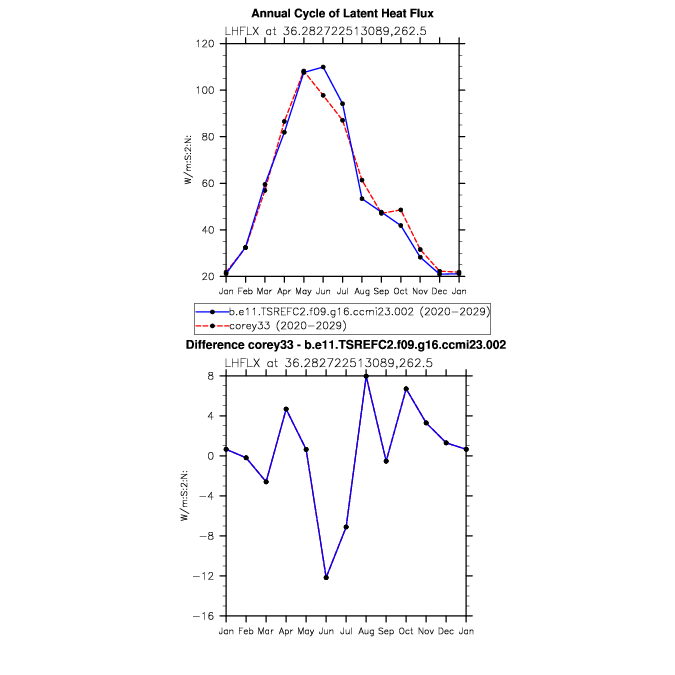 Annual Cycle of Latent Heat Flux
LHFLX at 36.282722513089,262.5
120
100
80
60
40
20
W/m:S:2:N:
Jan Feb Mar Apr May Jun Jul Aug Sep Oct Nov Dec Jan
b.e11.TSREFC2.f09.g16.ccmi23.002 (2020-2029)
corey33 (2020-2029)
Difference corey33 - b.e11.TSREFC2.f09.g16.ccmi23.002
LHFLX at 36.282722513089,262.5
8
4
0
-4
-8
-12
-16
W/m:S:2:N:
Jan Feb Mar Apr May Jun Jul Aug Sep Oct Nov Dec Jan